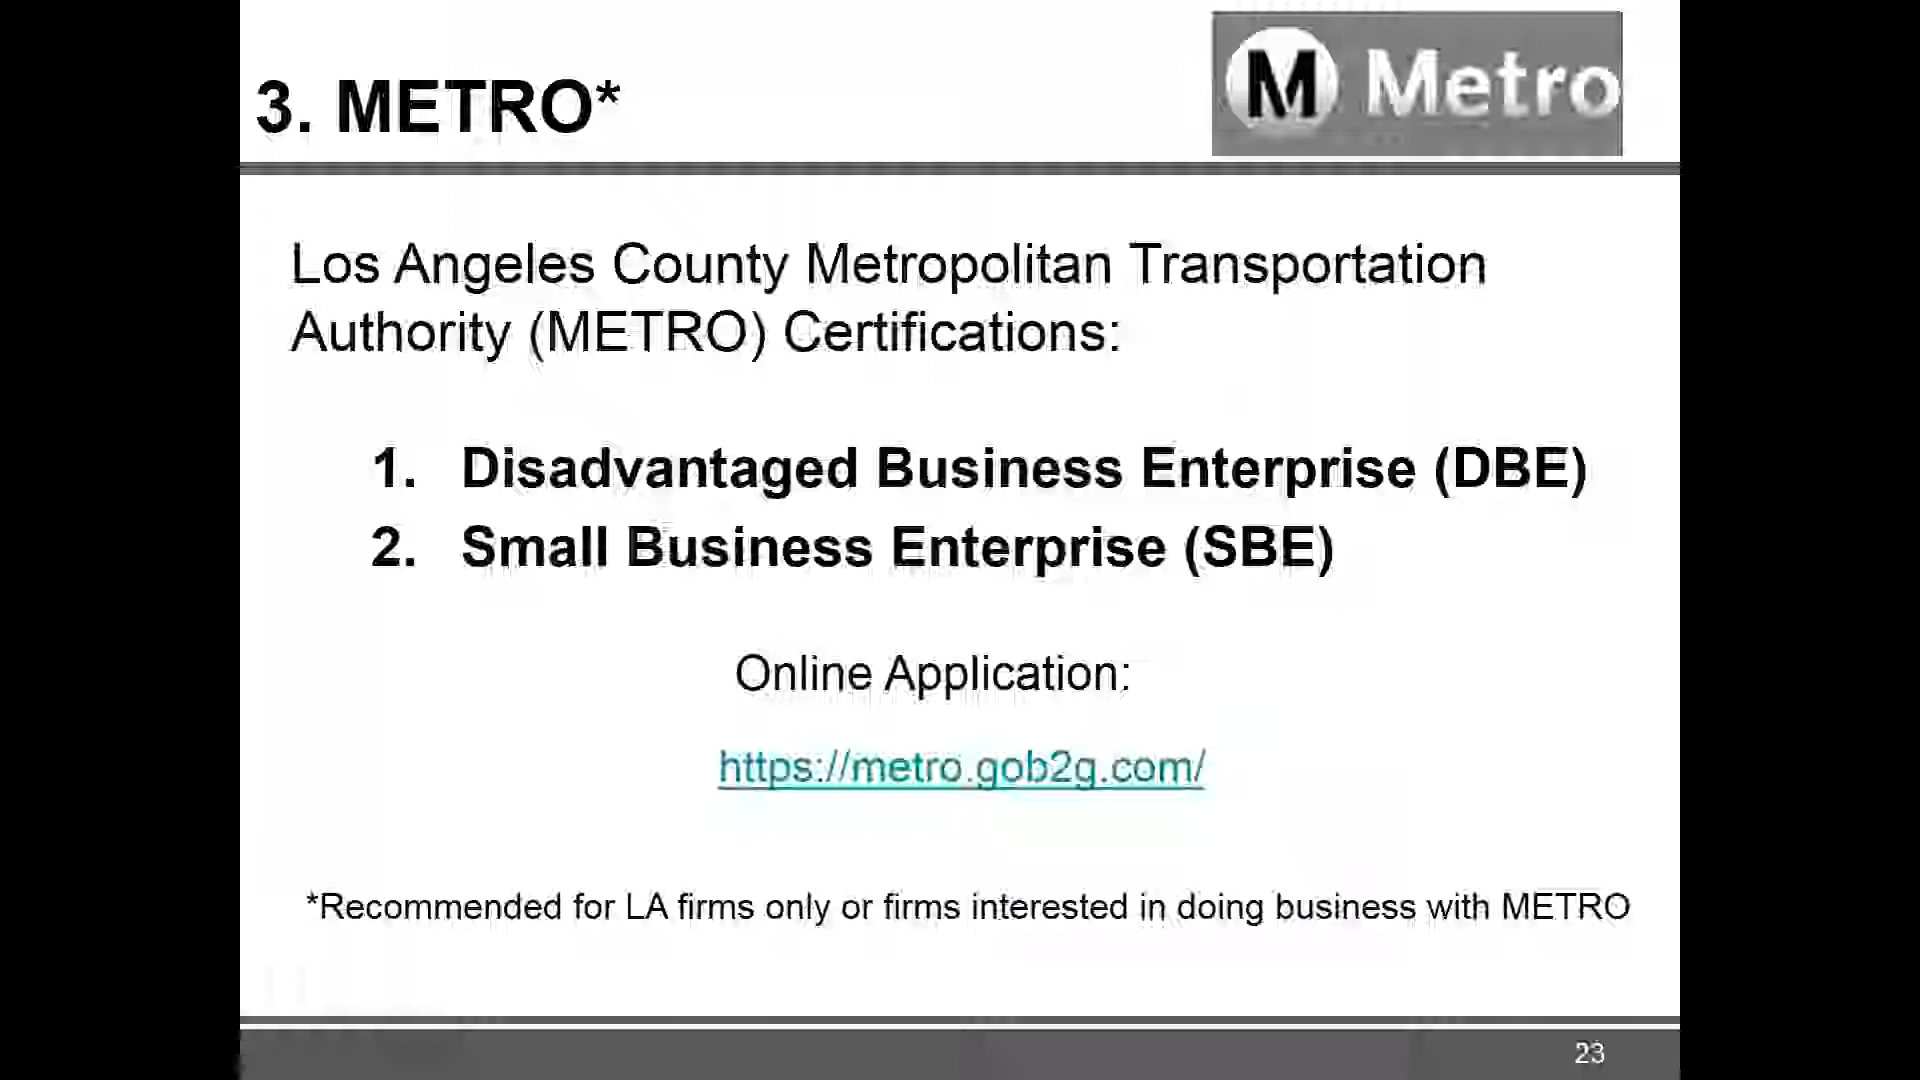 3. METRO*
M Metro
Los Angeles County Metropolitan Transportation
Authority (METRO) Certifications:
1. Disadvantaged Business Enterprise (DBE)
2. Small Business Enterprise (SBE)
Online Application:
https://metro.gob2g.com/
*Recommended for LA firms only or firms interested in doing business with METRO
23